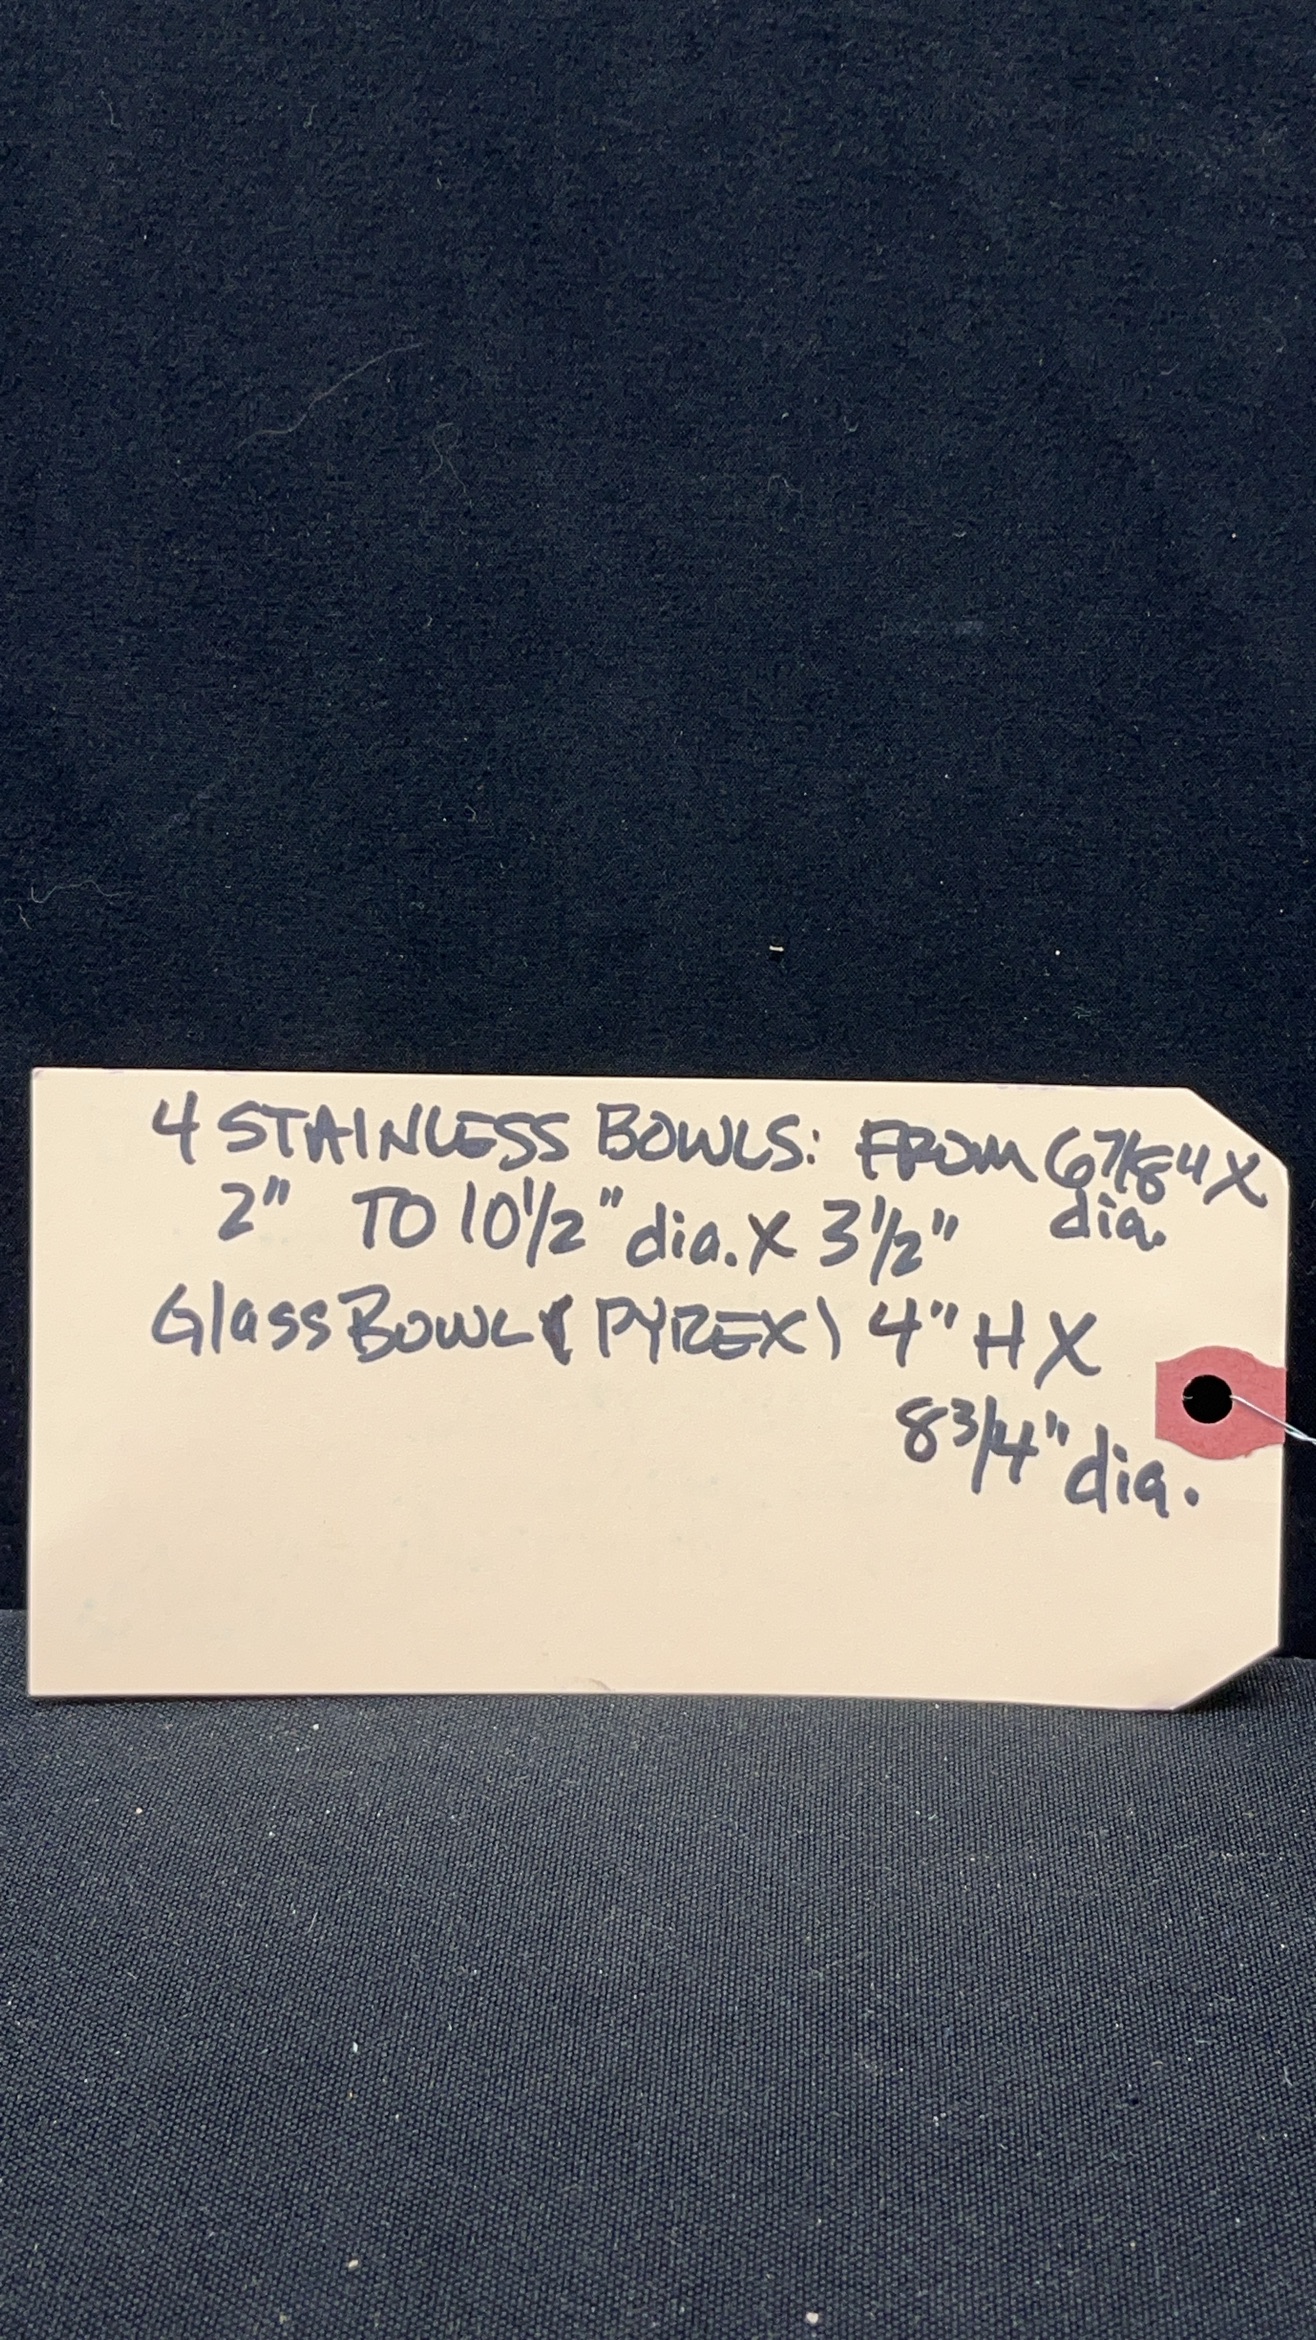 4 STAINLESS BOWLS: FROM 6 7/8" X
dia.
2" TO 10 1/2" dia. X 3 1/2"
Glass Bowl (PYREX) 4" H X
8 3/4" dia.